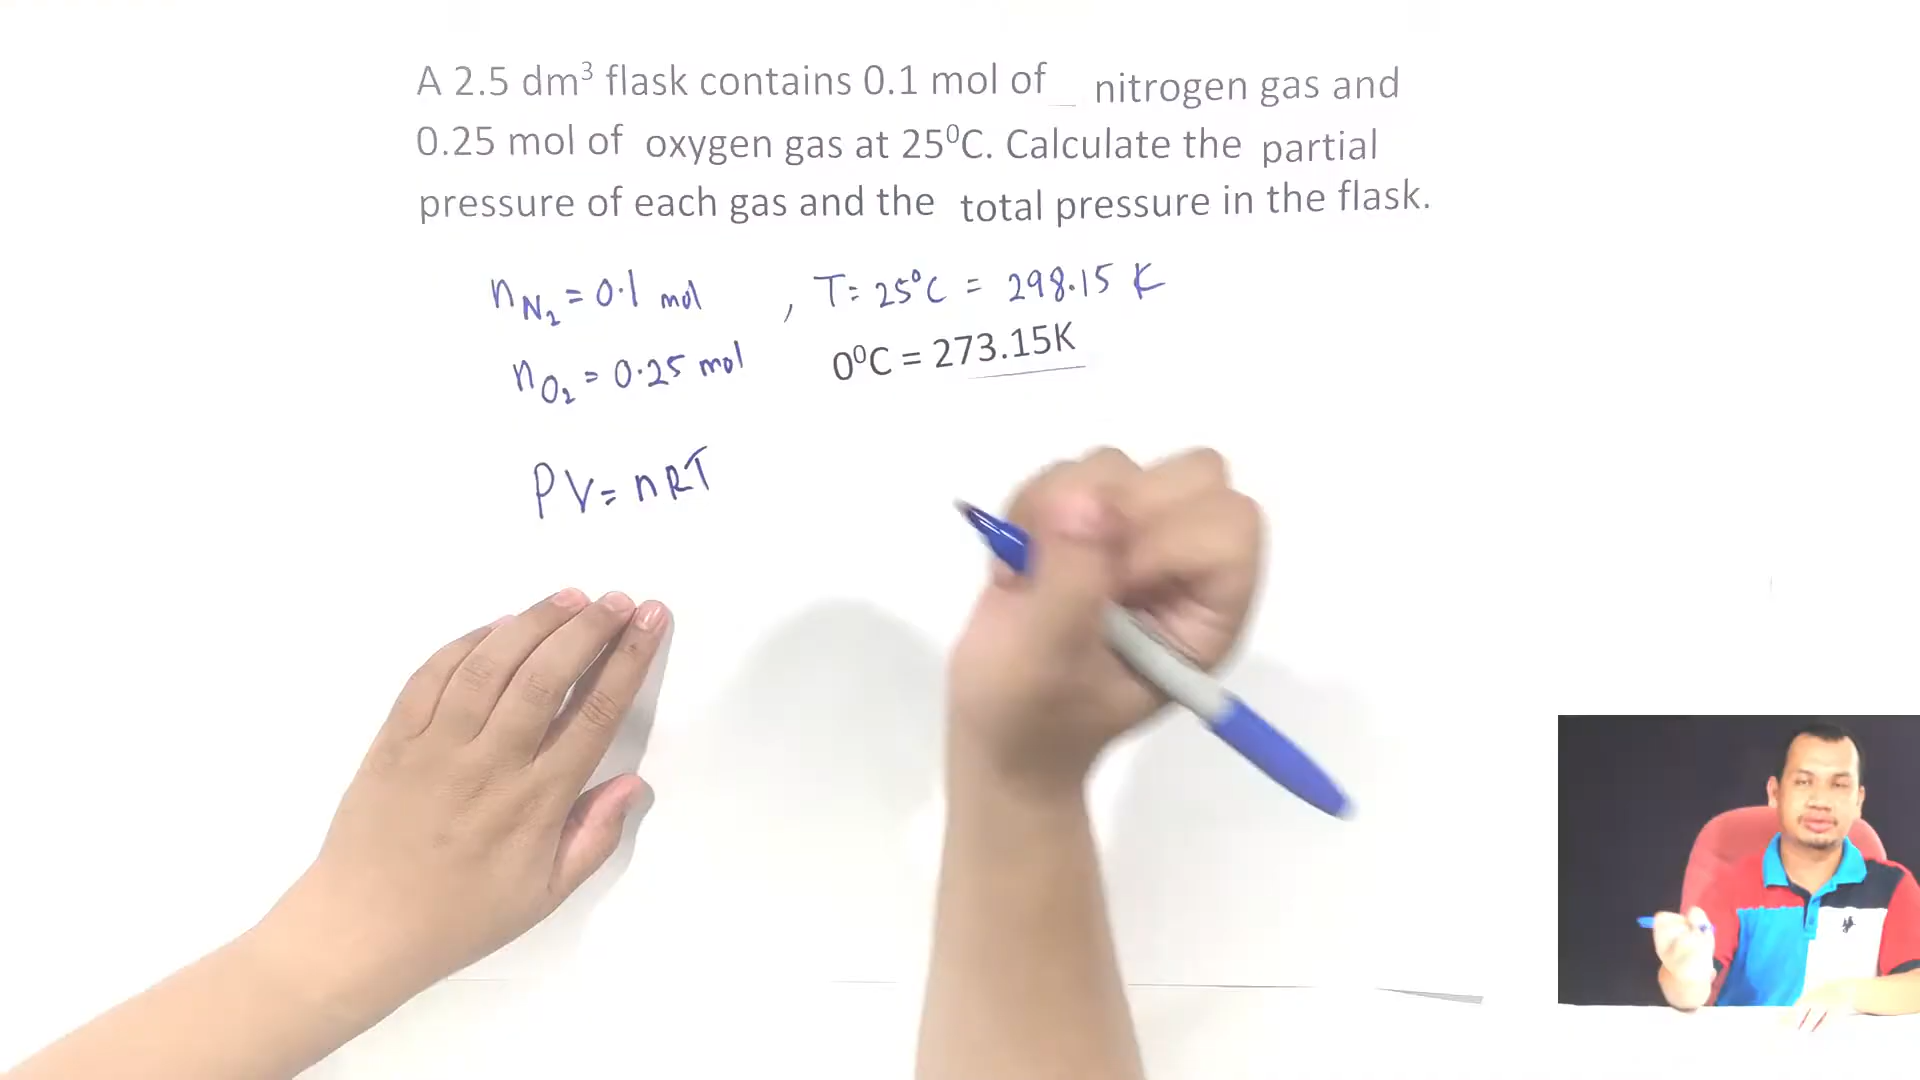 A 2.5 dm³ flask contains 0.1 mol of nitrogen gas and
0.25 mol of oxygen gas at 25⁰C. Calculate the partial
pressure of each gas and the total pressure in the flask.
n N₂ = 0.1 mol , T = 25°C = 298.15 K
n O₂ = 0.25 mol 0⁰C = 273.15K
PV = nRT